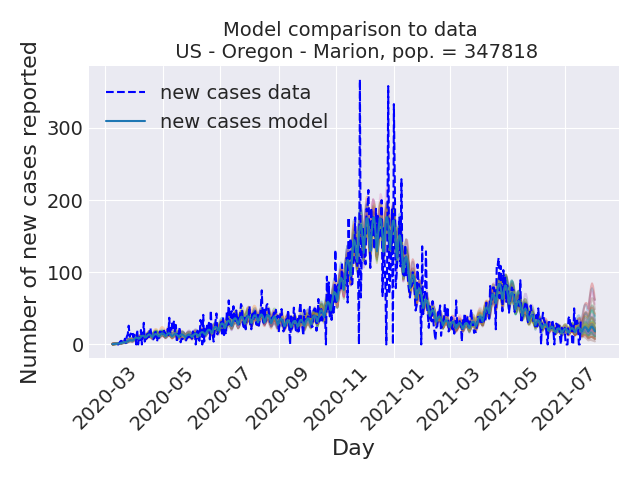 Model comparison to data
US - Oregon - Marion, pop. = 347818
new cases data
new cases model
Number of new cases reported
300
200
100
0
2020-03
2020-05
2020-07
2020-09
2020-11
2021-01
2021-03
2021-05
2021-07
Day